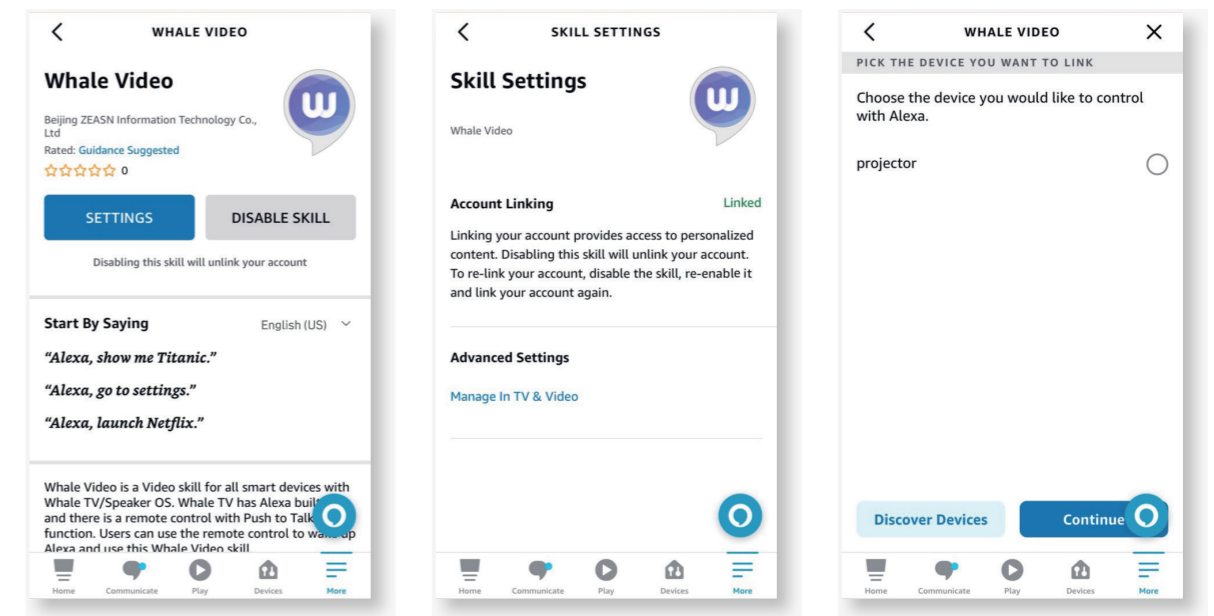 WHALE VIDEO
Whale Video
Beijing ZEASN Information Technology Co.,
Ltd
Rated: Guidance Suggested
0
SETTINGS
DISABLE SKILL
Disabling this skill will unlink your account
Start By Saying
English (US)
“Alexa, show me Titanic.”
“Alexa, go to settings.”
“Alexa, launch Netflix.”
Whale Video is a Video skill for all smart devices with
Whale TV/Speaker OS. Whale TV has Alexa
and there is a remote control with Push to Talk
function. Users can use the remote control to
Alexa and use this Whale Video skill
Home
Communicate
Play
Devices
More
SKILL SETTINGS
Skill Settings
Whale Video
Account Linking
Linked
Linking your account provides access to personalized
content. Disabling this skill will unlink your account.
To re-link your account, disable the skill, re-enable it
and link your account again.
Advanced Settings
Manage In TV & Video
Home
Communicate
Play
Devices
More
WHALE VIDEO
PICK THE DEVICE YOU WANT TO LINK
Choose the device you would like to control
with Alexa.
projector
Discover Devices
Continue
Home
Communicate
Play
Devices
More